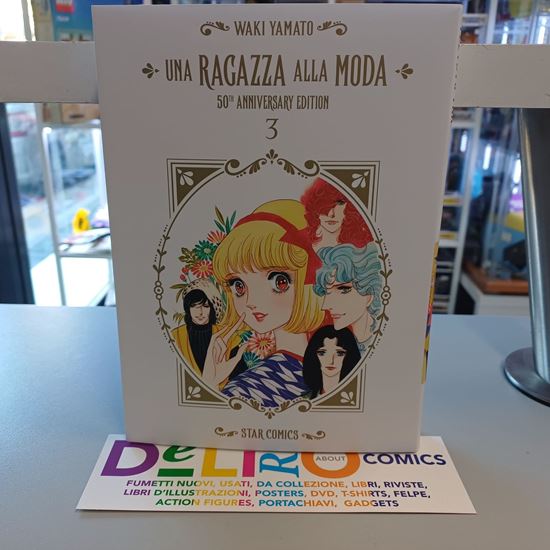 WAKI YAMATO
UNA RAGAZZA ALLA MODA
50TH ANNIVERSARY EDITION
3
STAR COMICS
DeLIRO ABOUT COMICS
FUMETTI NUOVI, USATI, DA COLLEZIONE, LIBRI, RIVISTE,
LIBRI D'ILLUSTRAZIONI, POSTERS, DVD, T-SHIRTS, FELPE,
ACTION FIGURES, PORTACHIAVI, GADGETS